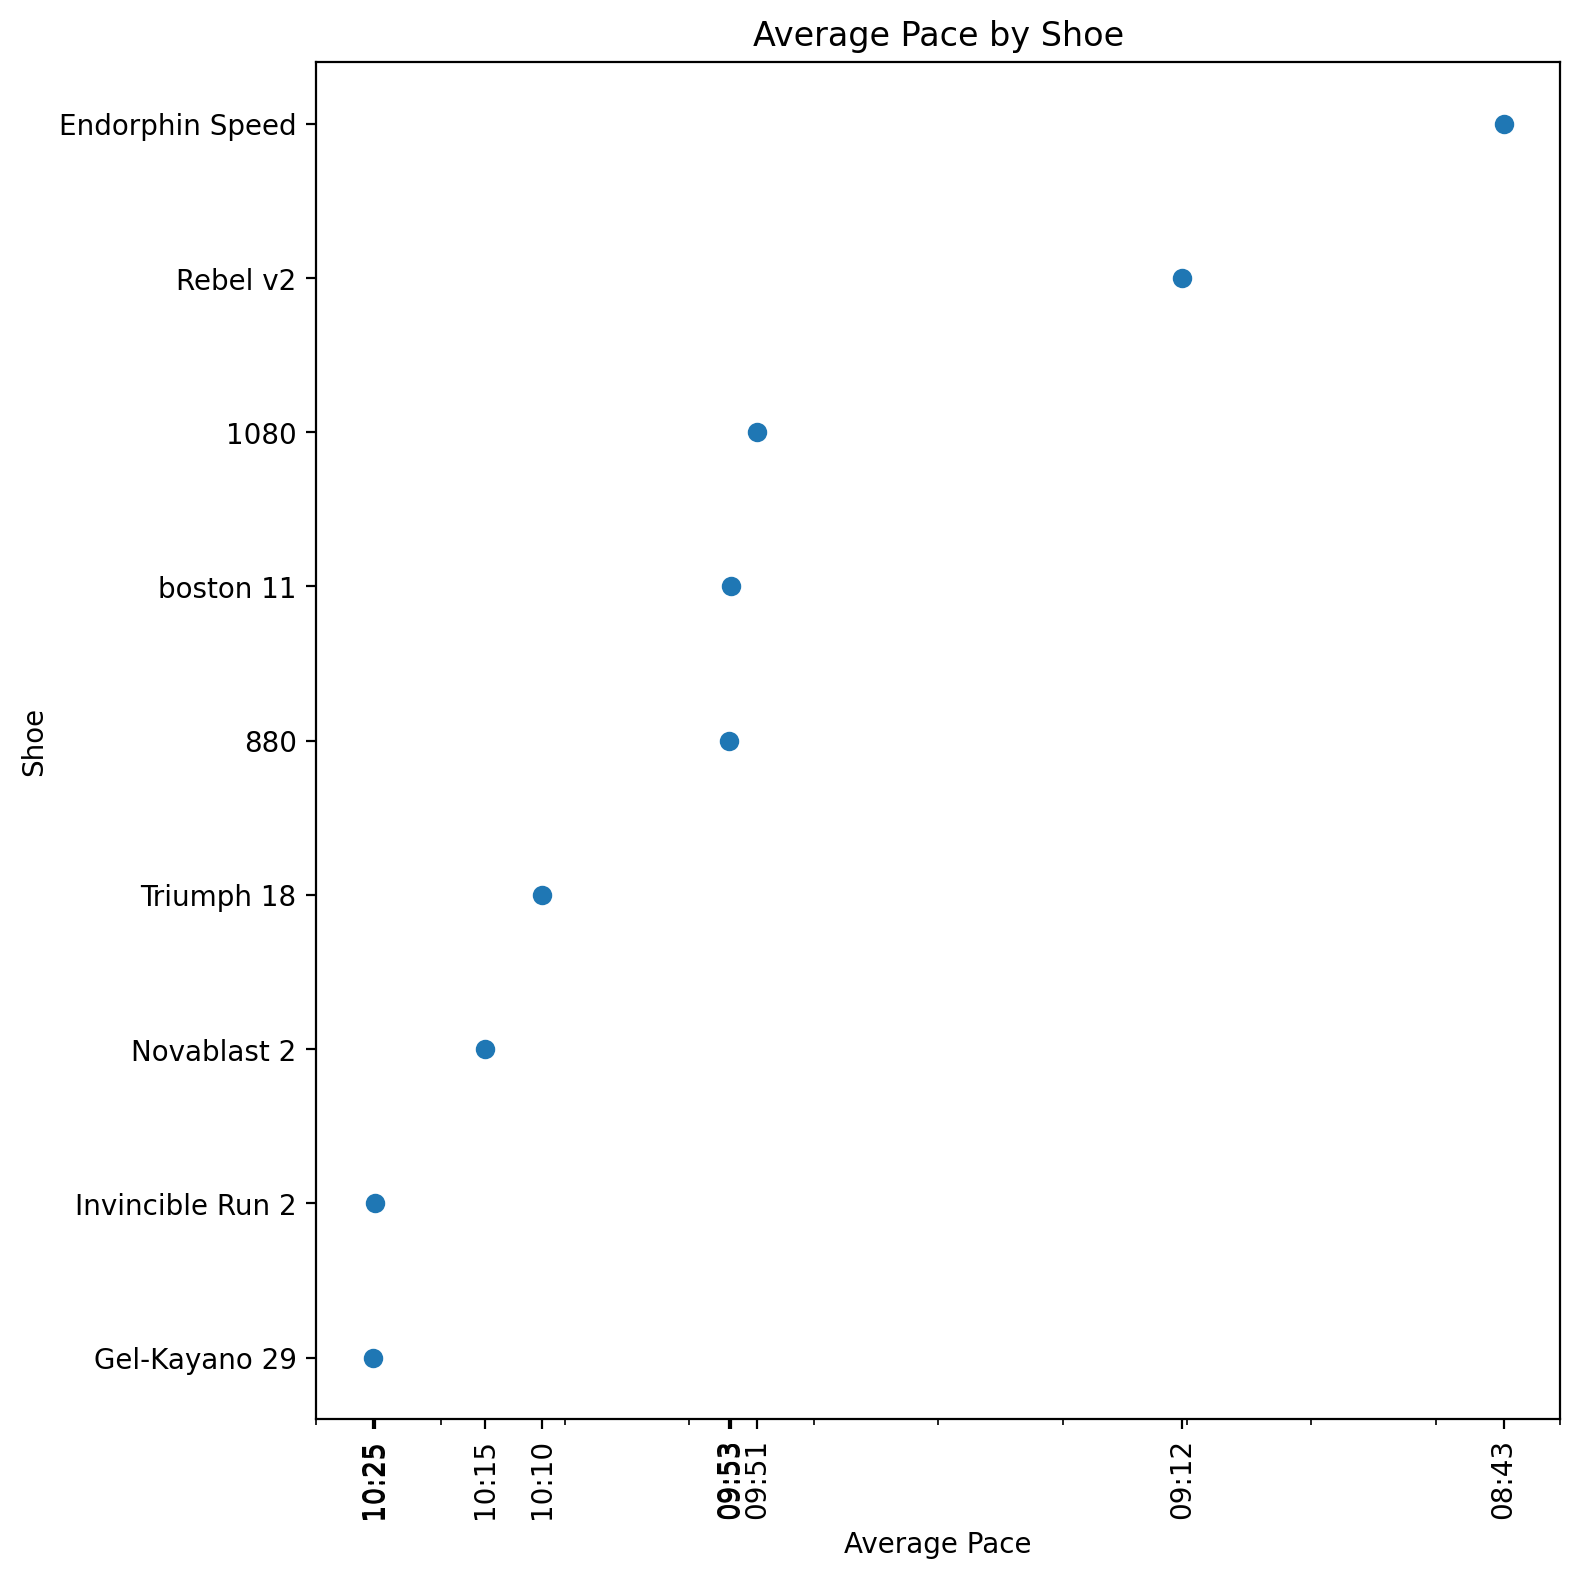 Average Pace by Shoe
Endorphin Speed
Rebel v2
1080
boston 11
880
Triumph 18
Novablast 2
Invincible Run 2
Gel-Kayano 29
Shoe
10:25
10:15
10:10
09:53
09:51
09:12
08:43
Average Pace